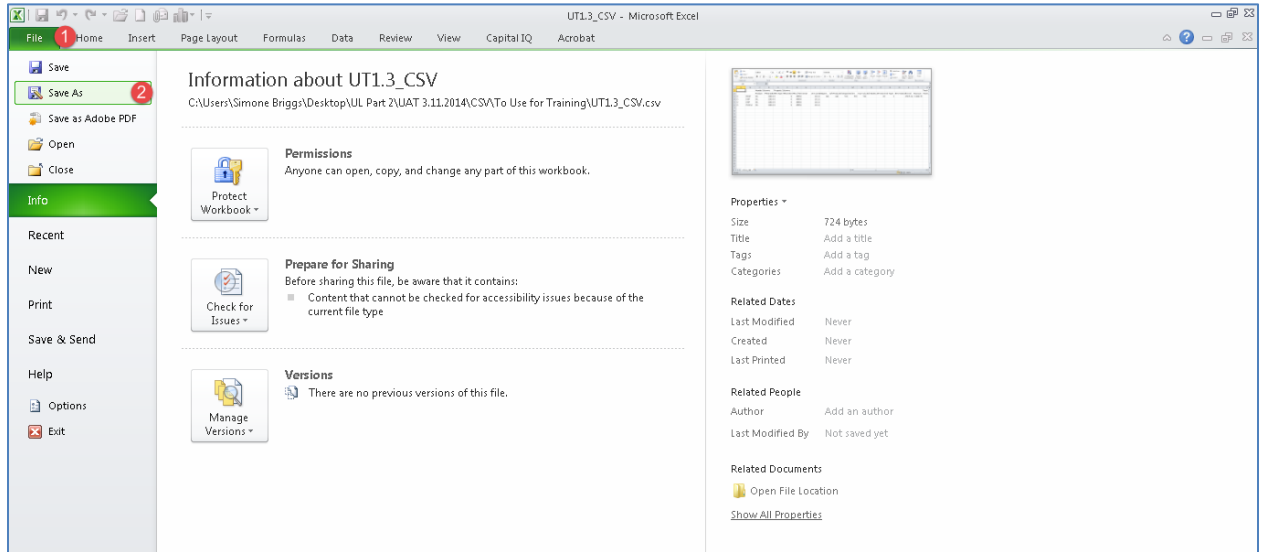 UT1.3_CSV - Microsoft Excel
File 1 Home Insert Page Layout Formulas Data Review View Capital IQ Acrobat
Save
Save As 2
Save as Adobe PDF
Open
Close
Info
Recent
New
Print
Save & Send
Help
Options
Exit
Information about UT1.3_CSV
C:\Users\Simone Briggs\Desktop\UL Part 2\UAT 3.11.2014\CSV\To Use for Training\UT1.3_CSV.csv
Protect
Workbook
Permissions
Anyone can open, copy, and change any part of this workbook.
Check for
Issues
Prepare for Sharing
Before sharing this file, be aware that it contains:
Content that cannot be checked for accessibility issues because of the
current file type
Manage
Versions
Versions
There are no previous versions of this file.
Properties
Size 724 bytes
Title Add a title
Tags Add a tag
Categories Add a category
Related Dates
Last Modified Never
Created Never
Last Printed Never
Related People
Author Add an author
Last Modified By Not saved yet
Related Documents
Open File Location
Show All Properties